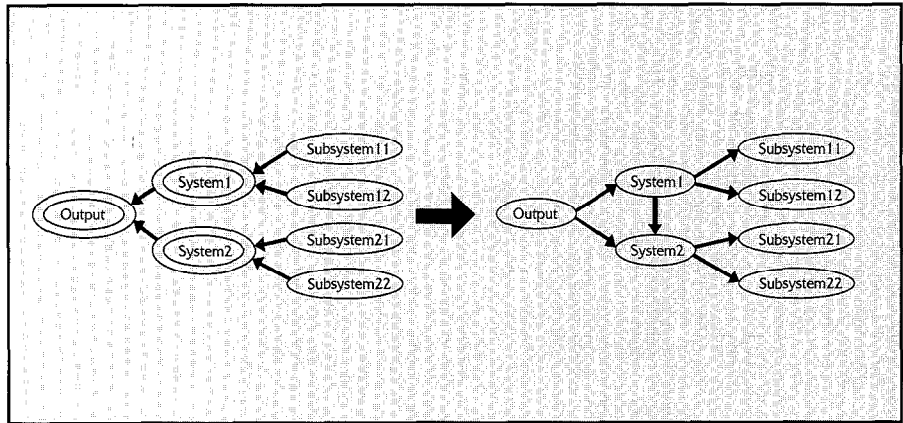 Output
System1
System2
Subsystem11
Subsystem12
Subsystem21
Subsystem22
Output
System1
System2
Subsystem11
Subsystem12
Subsystem21
Subsystem22